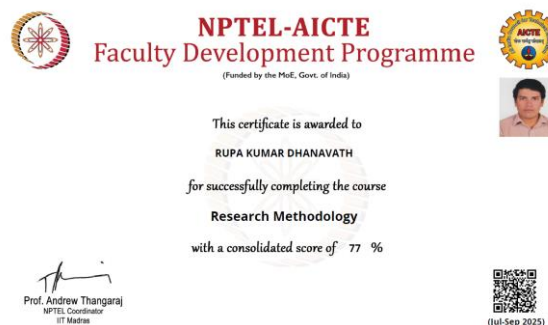 NPTEL-AICTE
Faculty Development Programme
(Funded by the MoE, Govt. of India)
AICTE
This certificate is awarded to
RUPA KUMAR DHANAVATH
for successfully completing the course
Research Methodology
with a consolidated score of 77 %
Prof. Andrew Thangaraj
NPTEL Coordinator
IIT Madras
(Jul-Sep 2025)